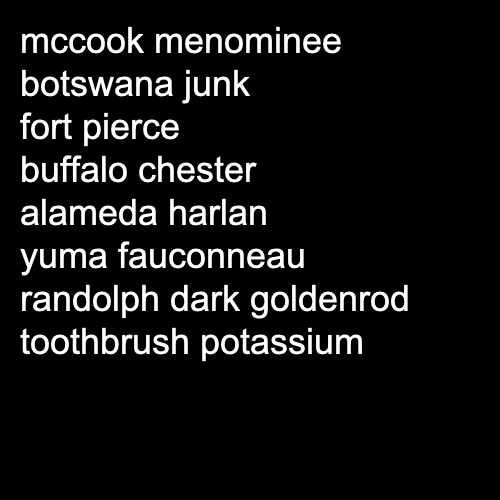 mccook menominee
botswana junk
fort pierce
buffalo chester
alameda harlan
yuma fauconneau
randolph dark goldenrod
toothbrush potassium